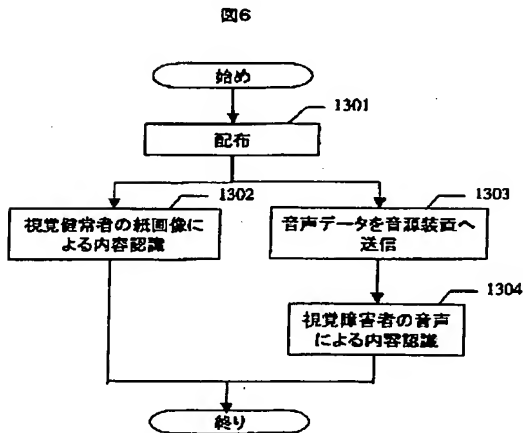 図6
始め
1301
配布
1302
視覚健常者の紙画像に
よる内容認識
1303
音声データを音源装置へ
送信
1304
視覚障害者の音声
による内容認識
終り